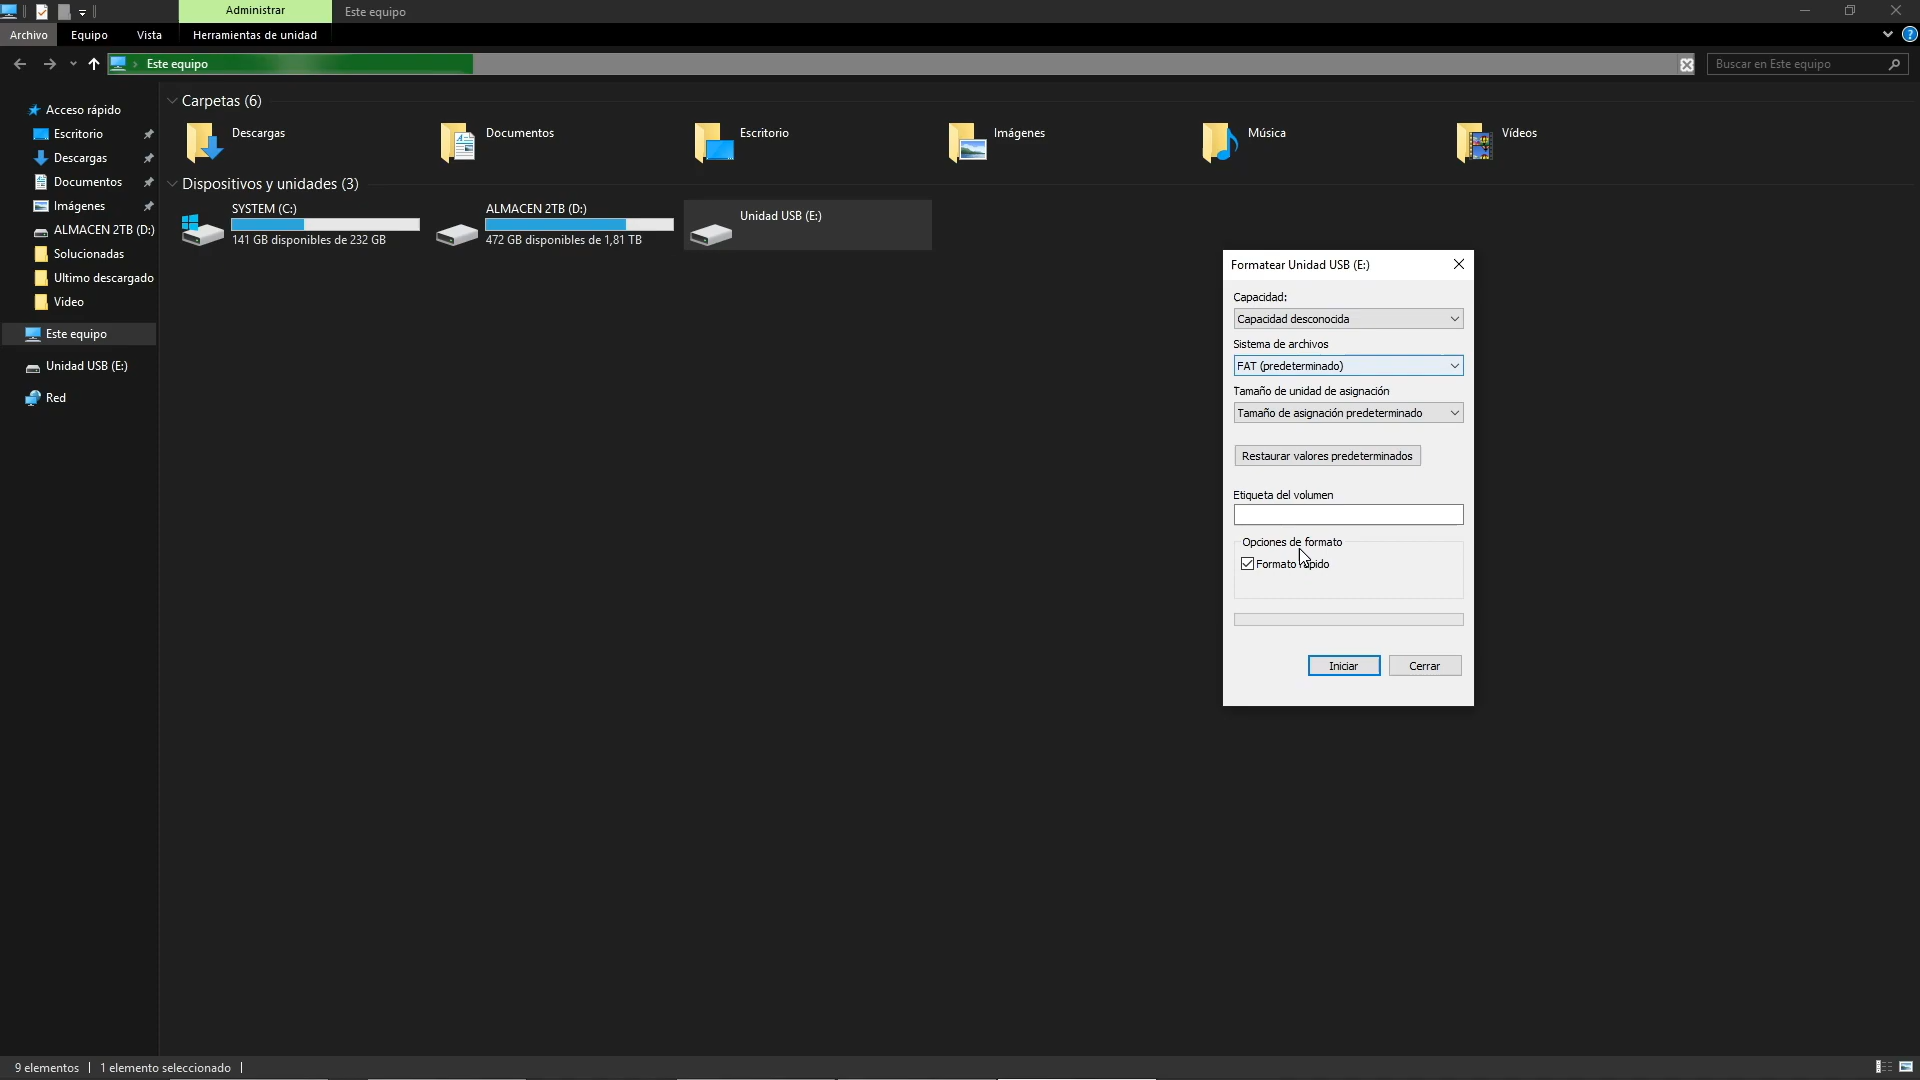 Administrar
Este equipo
Archivo
Equipo
Vista
Herramientas de unidad
Este equipo
Buscar en Este equipo
Acceso rápido
Escritorio
Descargas
Documentos
Imágenes
ALMACEN 2TB (D:)
Solucionadas
Ultimo descargado
Video
Este equipo
Unidad USB (E:)
Red
Carpetas (6)
Descargas
Documentos
Escritorio
Imágenes
Música
Vídeos
Dispositivos y unidades (3)
SYSTEM (C:)
141 GB disponibles de 232 GB
ALMACEN 2TB (D:)
472 GB disponibles de 1,81 TB
Unidad USB (E:)
Formatear Unidad USB (E:)
Capacidad:
Capacidad desconocida
Sistema de archivos
FAT (predeterminado)
Tamaño de unidad de asignación
Tamaño de asignación predeterminado
Restaurar valores predeterminados
Etiqueta del volumen
Opciones de formato
Formato rápido
Iniciar
Cerrar
9 elementos
1 elemento seleccionado